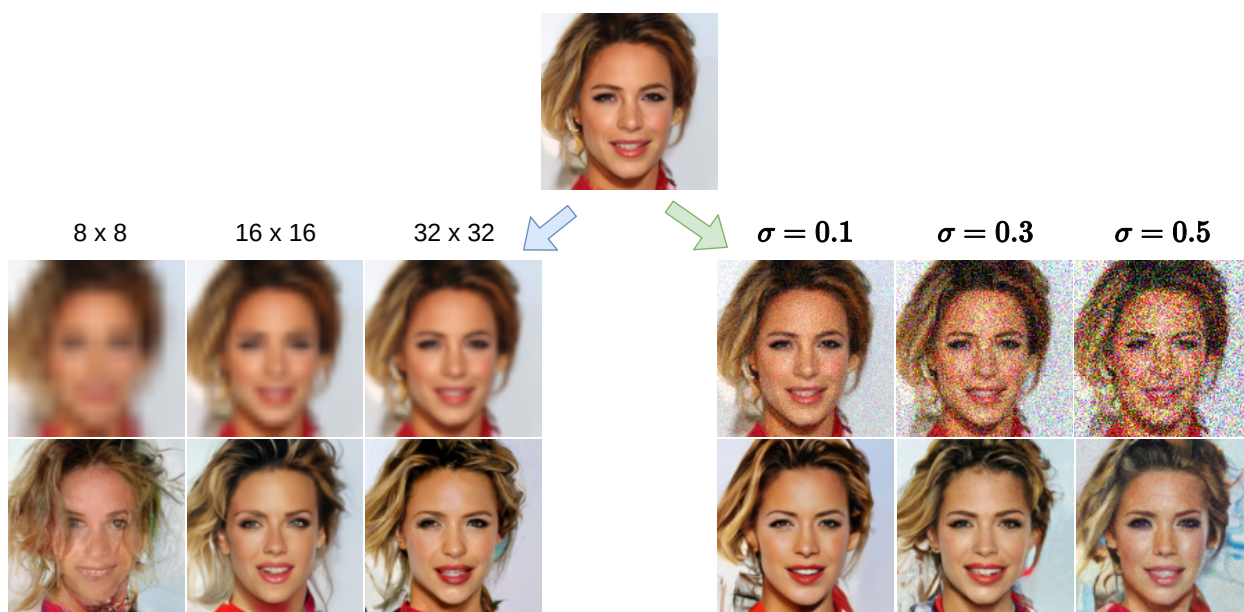 8 x 8 16 x 16 32 x 32 σ = 0.1 σ = 0.3 σ = 0.5